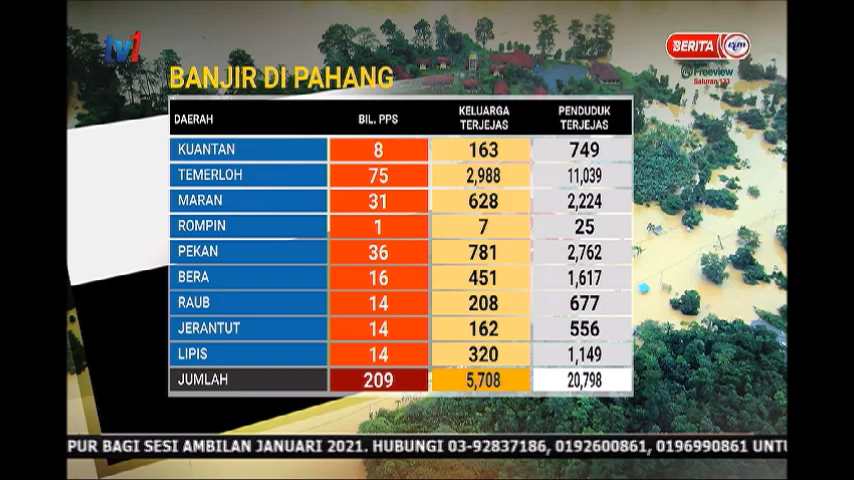 tv1
BERITA rtm
Freeview
Saluran 123
BANJIR DI PAHANG
DAERAH BIL. PPS KELUARGA TERJEJAS PENDUDUK TERJEJAS
KUANTAN 8 163 749
TEMERLOH 75 2,988 11,039
MARAN 31 628 2,224
ROMPIN 1 7 25
PEKAN 36 781 2,762
BERA 16 451 1,617
RAUB 14 208 677
JERANTUT 14 162 556
LIPIS 14 320 1,149
JUMLAH 209 5,708 20,798
PUR BAGI SESI AMBILAN JANUARI 2021. HUBUNGI 03-92837186, 0192600861, 0196990861 UNTU